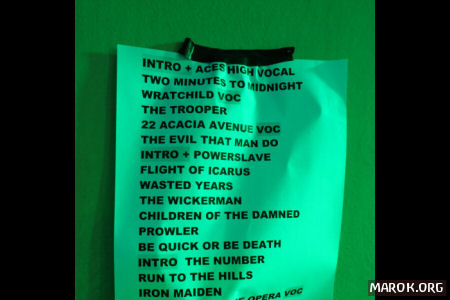 INTRO + ACES HIGH VOCAL
TWO MINUTES TO MIDNIGHT
WRATCHILD VOC
THE TROOPER
22 ACACIA AVENUE VOC
THE EVIL THAT MAN DO
INTRO + POWERSLAVE
FLIGHT OF ICARUS
WASTED YEARS
THE WICKERMAN
CHILDREN OF THE DAMNED
PROWLER
BE QUICK OR BE DEATH
INTRO THE NUMBER
RUN TO THE HILLS
IRON MAIDEN
OPERA VOC
MAROK.ORG